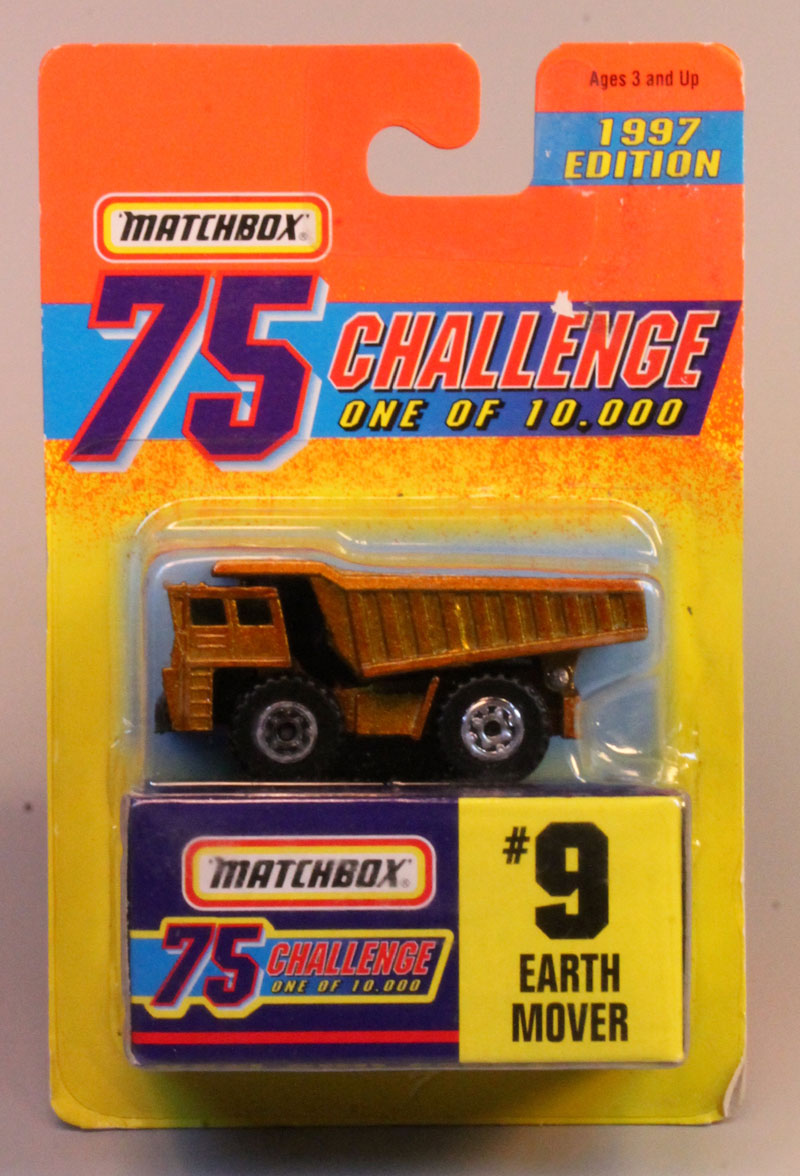 Ages 3 and Up
1997
EDITION
MATCHBOX®
75 CHALLENGE
ONE OF 10.000
MATCHBOX®
75 CHALLENGE
ONE OF 10.000
#9
EARTH
MOVER